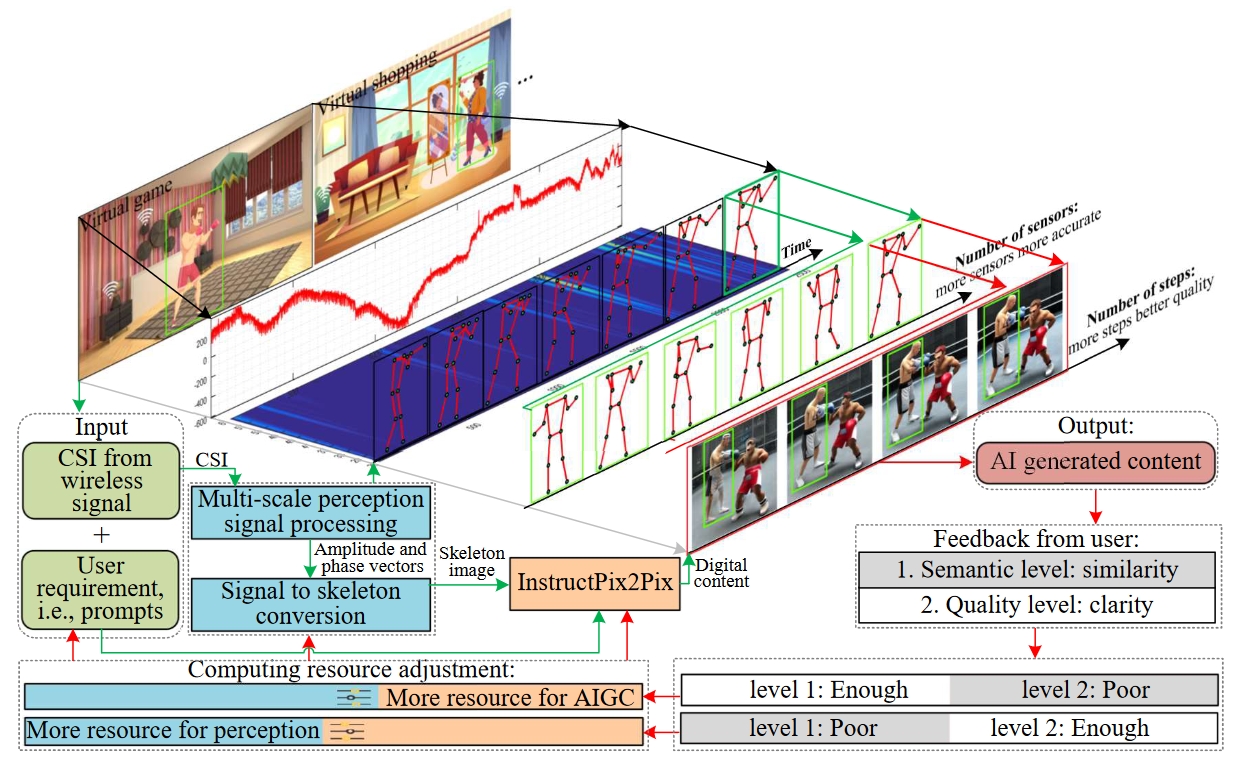 Virtual shopping
...
Virtual game
Time
Number of sensors:
more sensors more accurate
Number of steps:
more steps better quality
200
0
-200
-400
-600
Input
CSI from
wireless
signal
+
User
requirement,
i.e., prompts
CSI
Multi-scale perception
signal processing
Amplitude and
phase vectors
Signal to skeleton
conversion
Skeleton
image
InstructPix2Pix
Digital
content
Output:
AI generated content
Feedback from user:
1. Semantic level: similarity
2. Quality level: clarity
Computing resource adjustment:
More resource for AIGC
More resource for perception
level 1: Enough
level 2: Poor
level 1: Poor
level 2: Enough